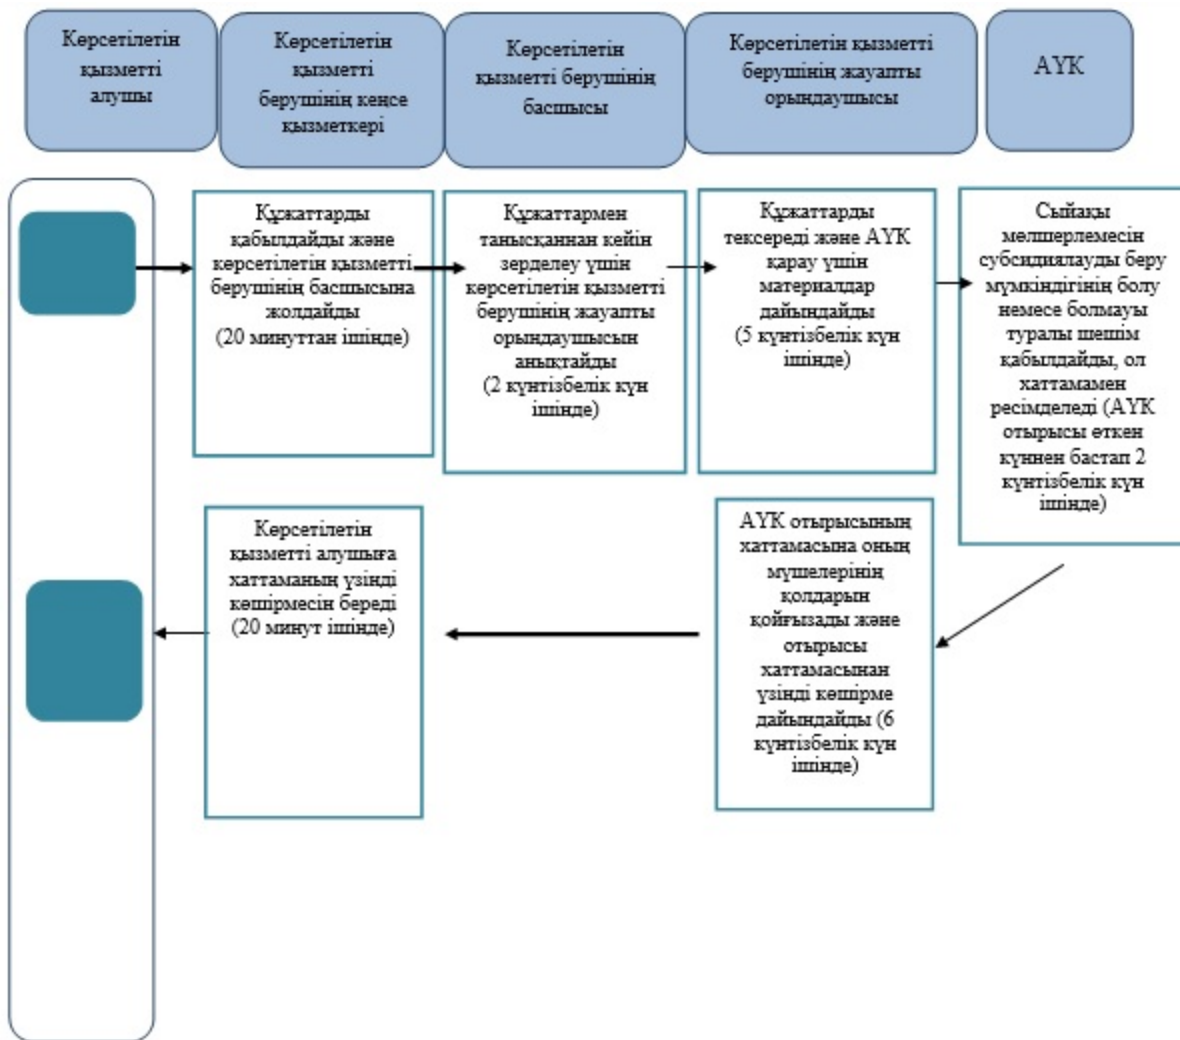 Көрсетілетін
қызметті
алушы
Көрсетілетін
қызметті
берушінің кеңсе
қызметкері
Көрсетілетін
қызметті берушінің
басшысы
Көрсетілетін қызметті
берушінің жауапты
орындаушысы
АҮК
Құжаттарды
қабылдайды және
көрсетілетін қызметті
берушінің басшысына
жолдайды
(20 минуттан ішінде)
Құжаттармен
танысқаннан кейін
зерделеу үшін
көрсетілетін қызметті
берушінің жауапты
орындаушысын
анықтайды
(2 күнтізбелік күн
ішінде)
Құжаттарды
тексереді және АҮК
қарау үшін
материалдар
дайындайды
(5 күнтізбелік күн
ішінде)
Сыйақы
мөлшерлемесін
субсидиялауды беру
мүмкіндігінің болу
немесе болмауы
туралы шешім
қабылдайды, ол
хаттамамен
ресімделеді (АҮК
отырысы өткен
күннен бастап 2
күнтізбелік күн
ішінде)
Көрсетілетін
қызметті алушыға
хаттаманың үзінді
көшірмесін береді
(20 минут ішінде)
АҮК отырысының
хаттамасына оның
мүшелерінің
қолдарын
қойғызады және
отырысы
хаттамасынан
үзінді көшірме
дайындайды (6
күнтізбелік күн
ішінде)